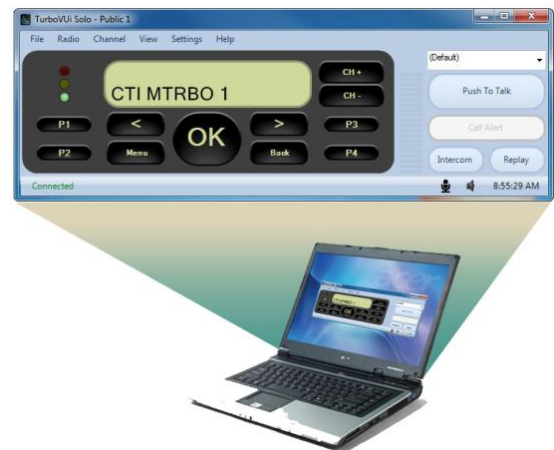 TurboVUi Solo - Public 1
File Radio Channel View Settings Help
(Default)
CTI MTRBO 1
CH +
CH -
Push To Talk
P1
<
OK
>
P3
Call Alert
P2
Menu
Back
P4
Intercom
Replay
Connected
8:55:29 AM